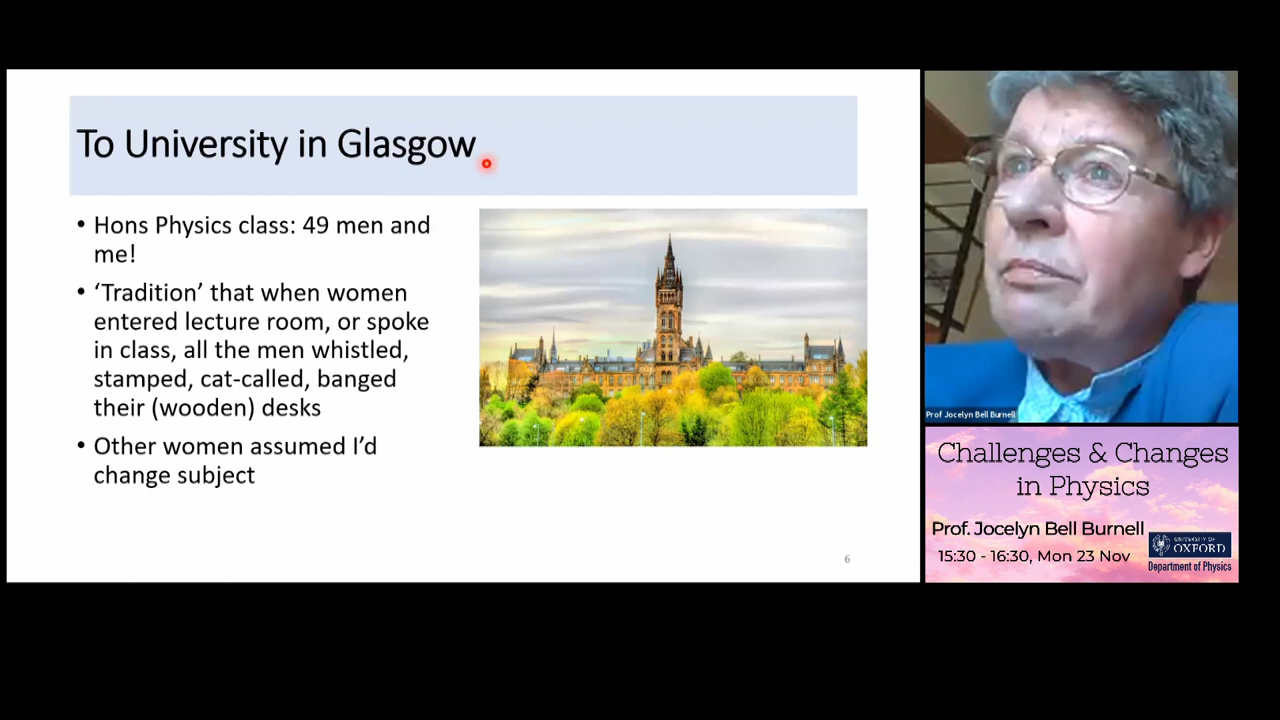 To University in Glasgow
• Hons Physics class: 49 men and
me!
• ‘Tradition’ that when women
entered lecture room, or spoke
in class, all the men whistled,
stamped, cat-called, banged
their (wooden) desks
• Other women assumed I’d
change subject
6
Prof Jocelyn Bell Burnell
Challenges & Changes
in Physics
Prof. Jocelyn Bell Burnell
15:30 - 16:30, Mon 23 Nov
UNIVERSITY OF
OXFORD
Department of Physics